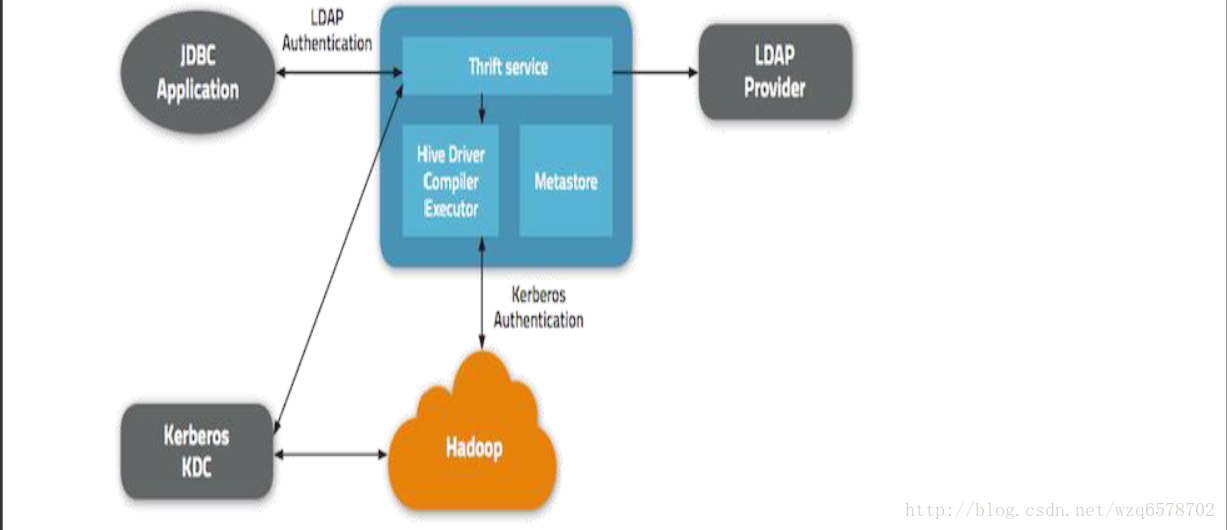 LDAP
Authentication
JDBC
Application
Thrift service
LDAP
Provider
Hive Driver
Compiler
Executor
Metastore
Kerberos
Authentication
Kerberos
KDC
Hadoop
http://blog.csdn.net/wzq6578702